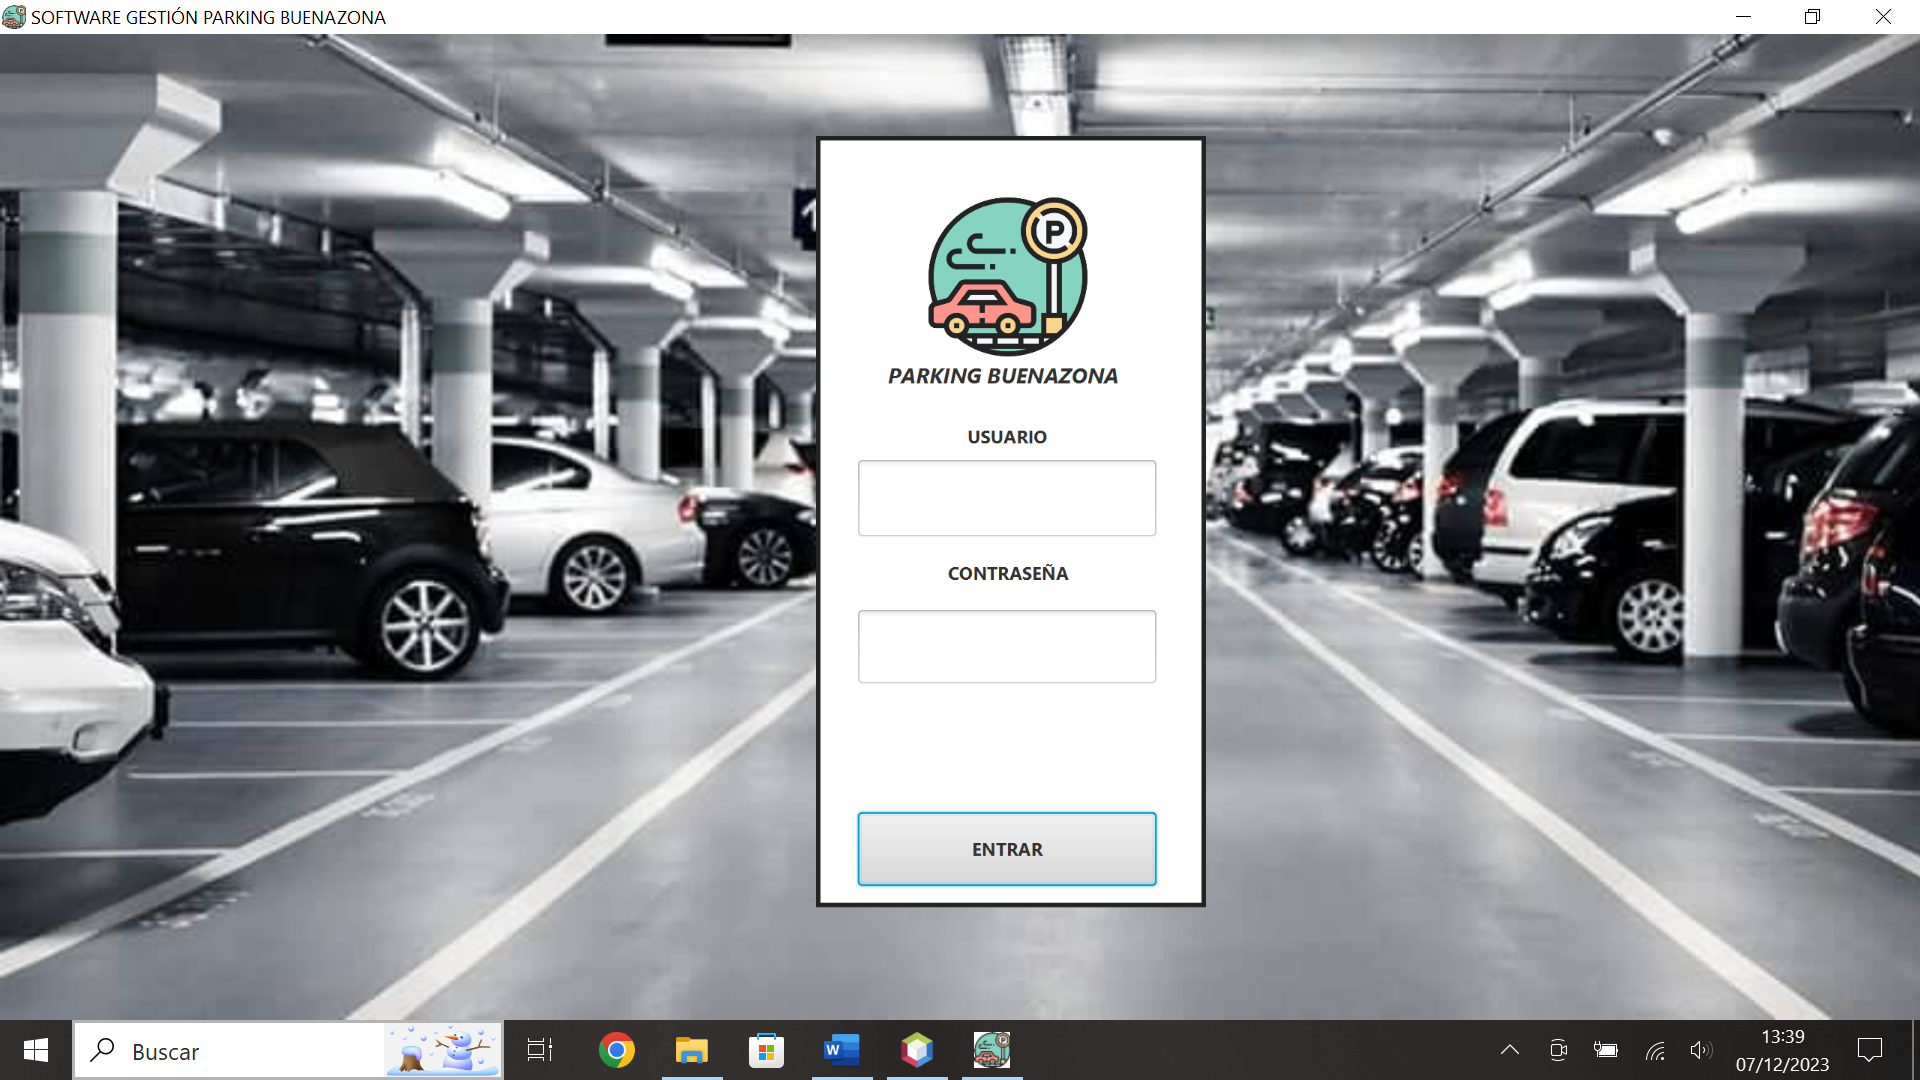 SOFTWARE GESTIÓN PARKING BUENAZONA
P
PARKING BUENAZONA
USUARIO
CONTRASEÑA
ENTRAR
Buscar
W
13:39
07/12/2023